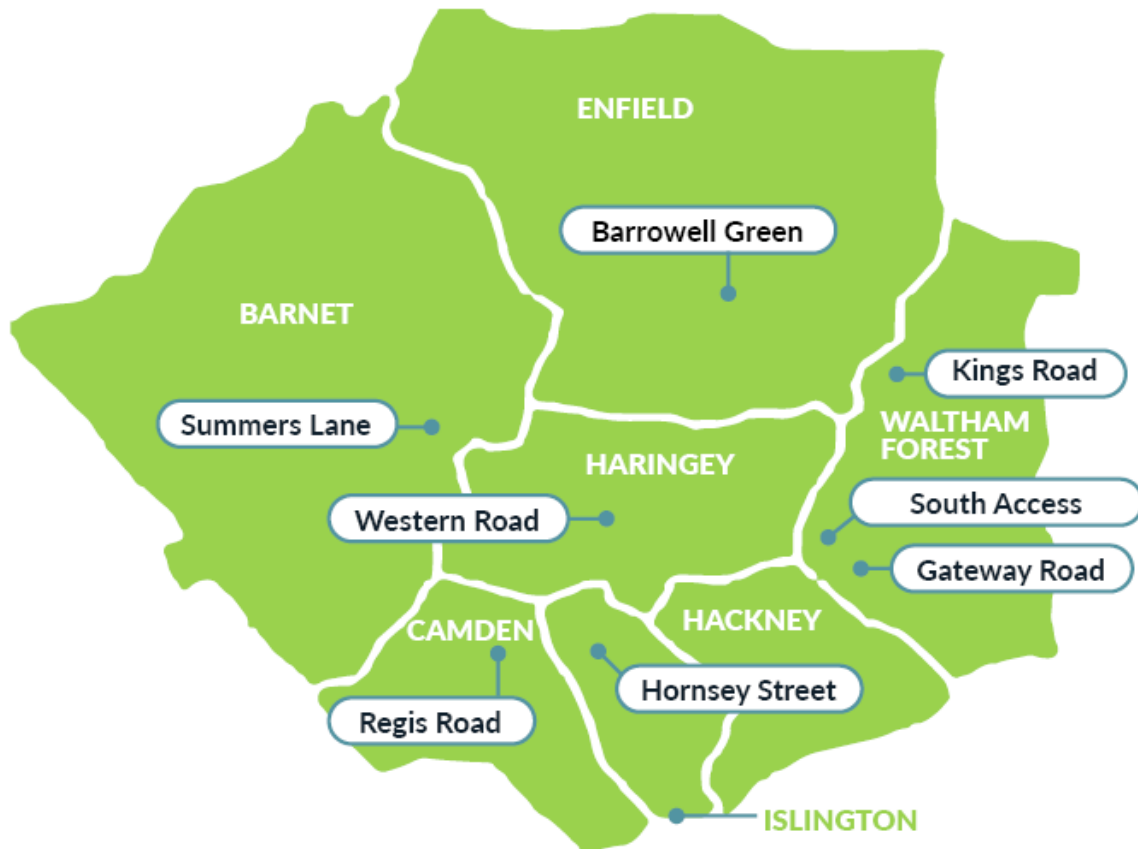 ENFIELD
Barrowell Green
BARNET
Kings Road
Summers Lane
WALTHAM
FOREST
HARINGEY
South Access
Western Road
Gateway Road
HACKNEY
CAMDEN
Hornsey Street
Regis Road
ISLINGTON